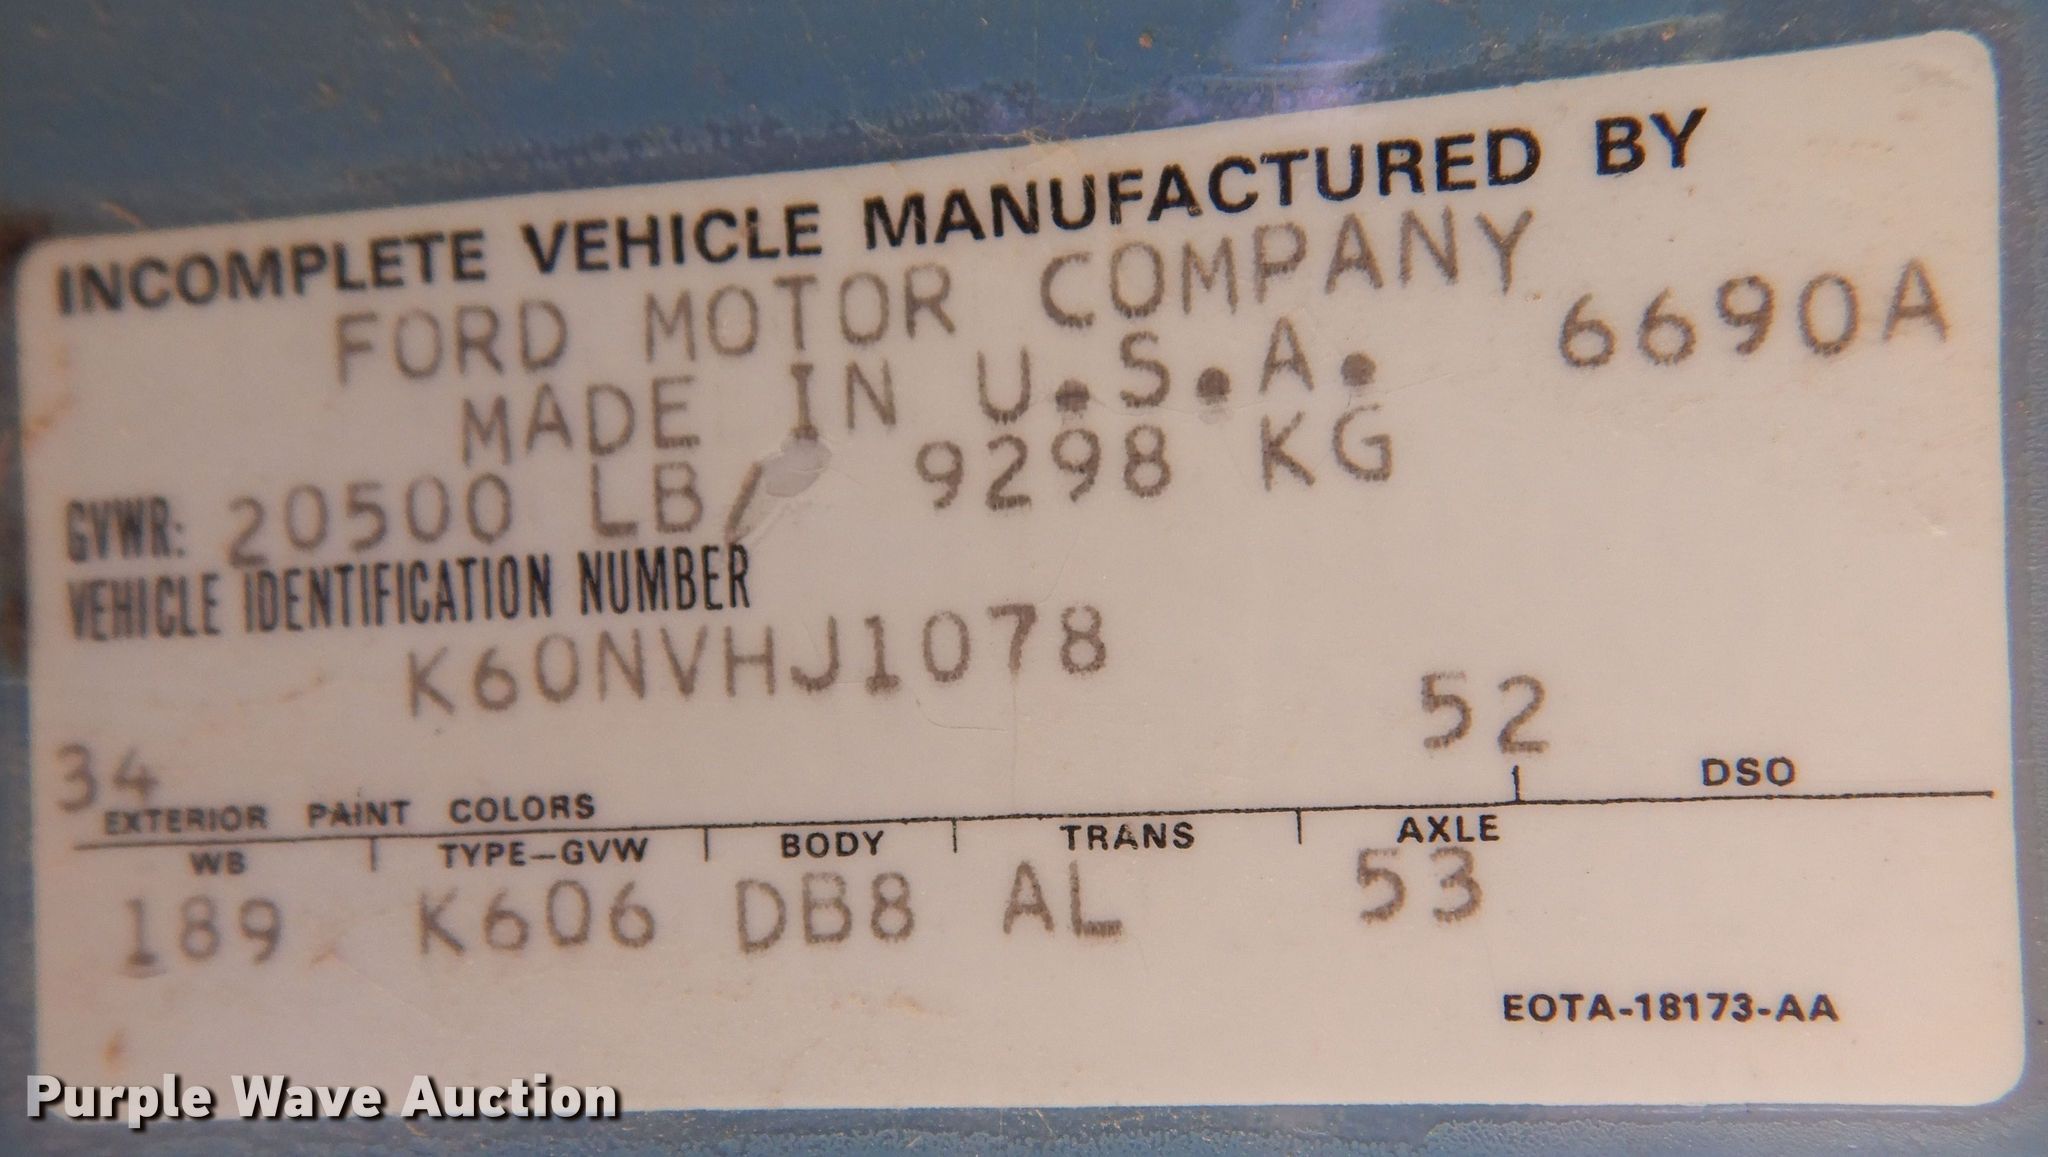 INCOMPLETE VEHICLE MANUFACTURED BY
FORD MOTOR COMPANY
MADE IN U.S.A. 6690A
GVWR: 20500 LB/ 9298 KG
VEHICLE IDENTIFICATION NUMBER
K60NVHJ1078
52
34
EXTERIOR PAINT COLORS DSO
WB TYPE-GVW BODY TRANS AXLE
189 K606 DB8 AL 53
EOTA-18173-AA
Purple Wave Auction